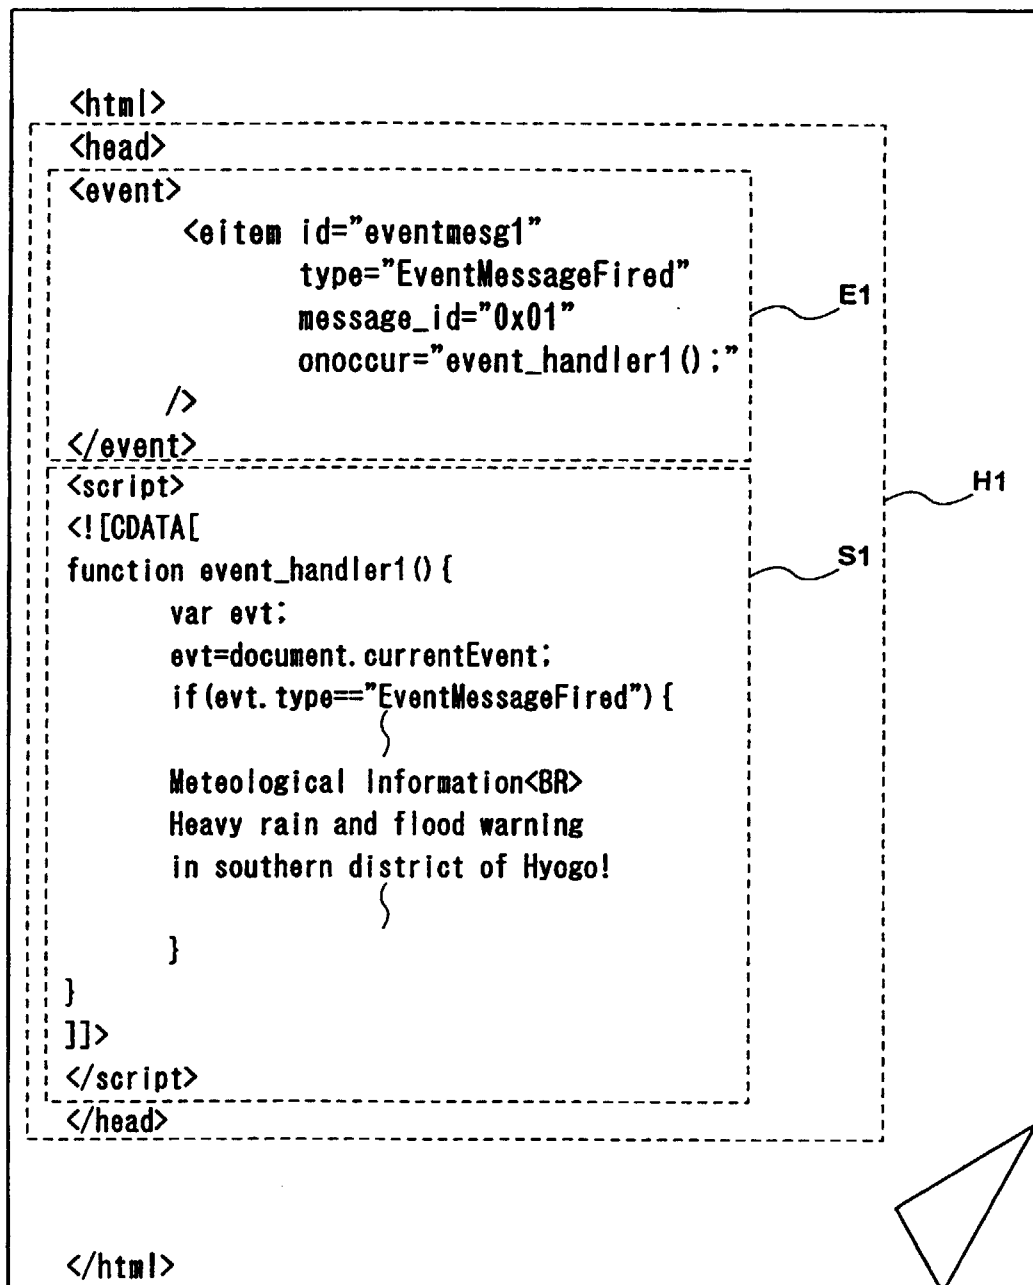 <html>
<head>
<event>
<eitem id="eventmesg1"
type="EventMessageFired"
message_id="0x01"
onoccur="event_handler1();"
/>
</event>
E1
<script>
<![CDATA[
function event_handler1(){
var evt;
evt=document.currentEvent;
if(evt.type=="EventMessageFired"){
Meteological Information<BR>
Heavy rain and flood warning
in southern district of Hyogo!
}
}
]]>
</script>
</head>
H1
S1
</html>